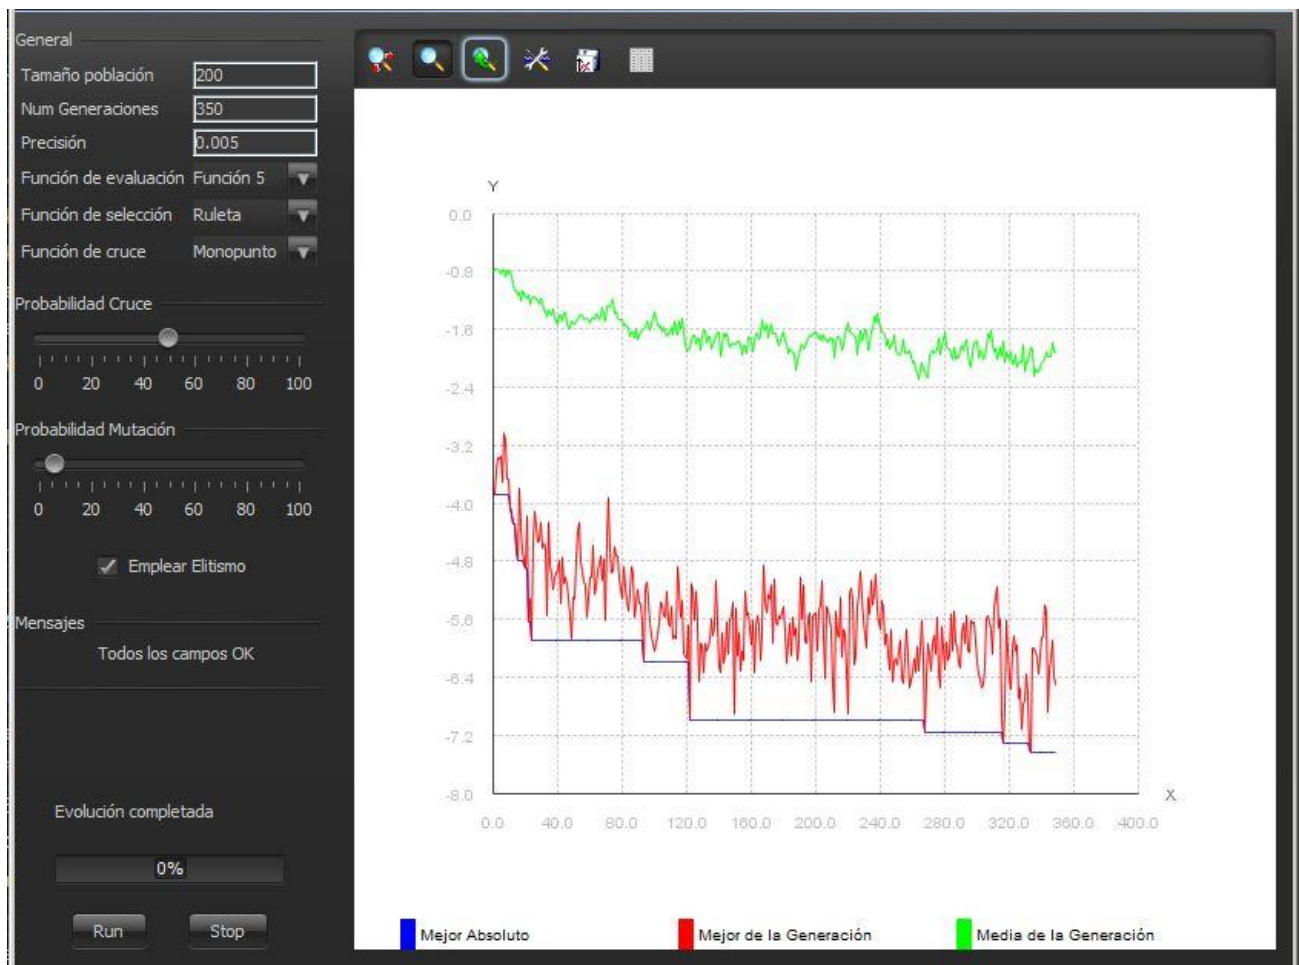 General
Tamaño población 200
Num Generaciones 350
Precisión 0.005
Función de evaluación Función 5
Función de selección Ruleta
Función de cruce Monopunto
Probabilidad Cruce
0 20 40 60 80 100
Probabilidad Mutación
0 20 40 60 80 100
Emplear Elitismo
Mensajes
Todos los campos OK
Evolución completada
0%
Run Stop
Y
0.0
-0.8
-1.8
-2.4
-3.2
-4.0
-4.8
-5.6
-6.4
-7.2
-8.0
X
0.0 40.0 80.0 120.0 160.0 200.0 240.0 280.0 320.0 360.0 400.0
Mejor Absoluto Mejor de la Generación Media de la Generación